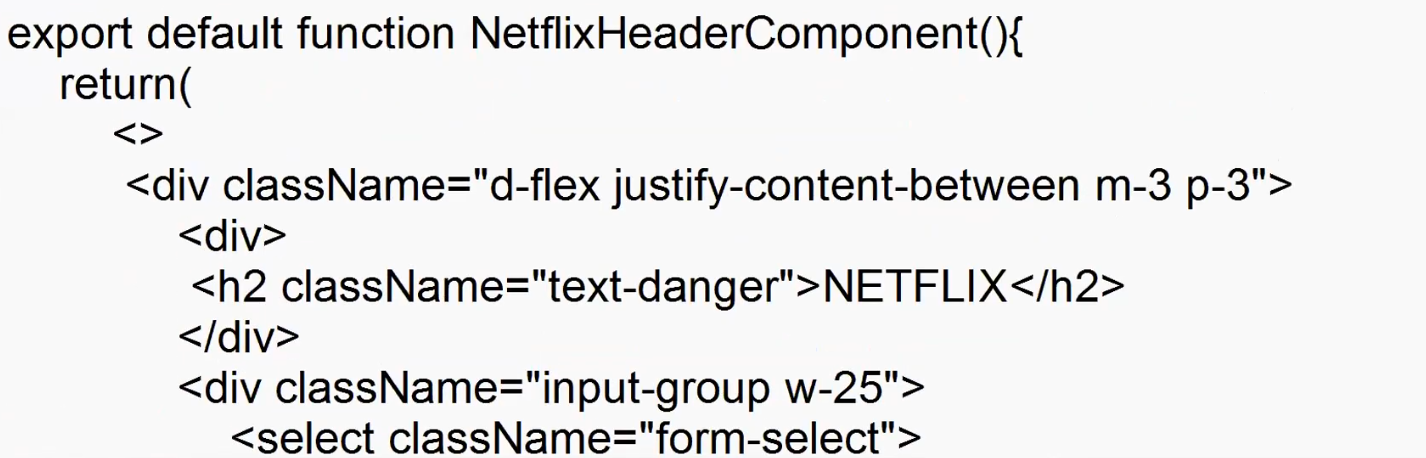 export default function NetflixHeaderComponent(){
return(
<>
<div className="d-flex justify-content-between m-3 p-3">
<div>
<h2 className="text-danger">NETFLIX</h2>
</div>
<div className="input-group w-25">
<select className="form-select">